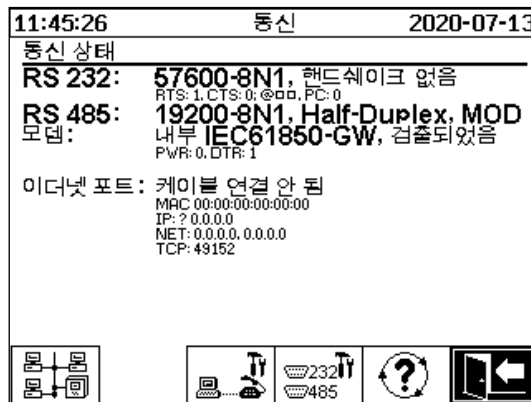 11:45:26 통신 2020-07-13
통신 상태
RS 232: 57600-8N1, 핸드쉐이크 없음
RTS: 1, CTS: 0; @□□, PC: 0
RS 485: 19200-8N1, Half-Duplex, MOD
모뎀: 내부 IEC61850-GW, 검출되었음
PWR: 0, DTR: 1
이더넷 포트: 케이블 연결 안 됨
MAC 00:00:00:00:00:00
IP: ? 0.0.0.0
NET: 0.0.0.0, 0.0.0.0
TCP: 49152
232
485
?